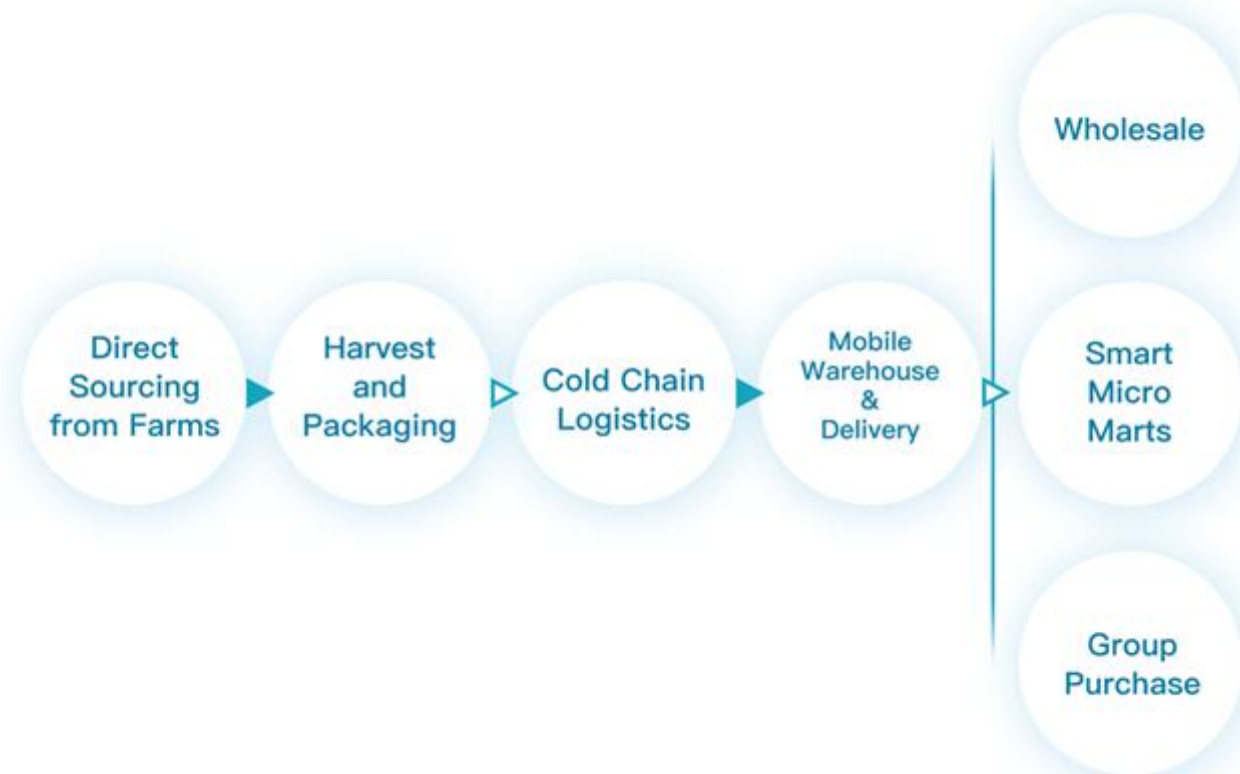 Direct
Sourcing
from Farms
Harvest
and
Packaging
Cold Chain
Logistics
Mobile
Warehouse
&
Delivery
Wholesale
Smart
Micro
Marts
Group
Purchase